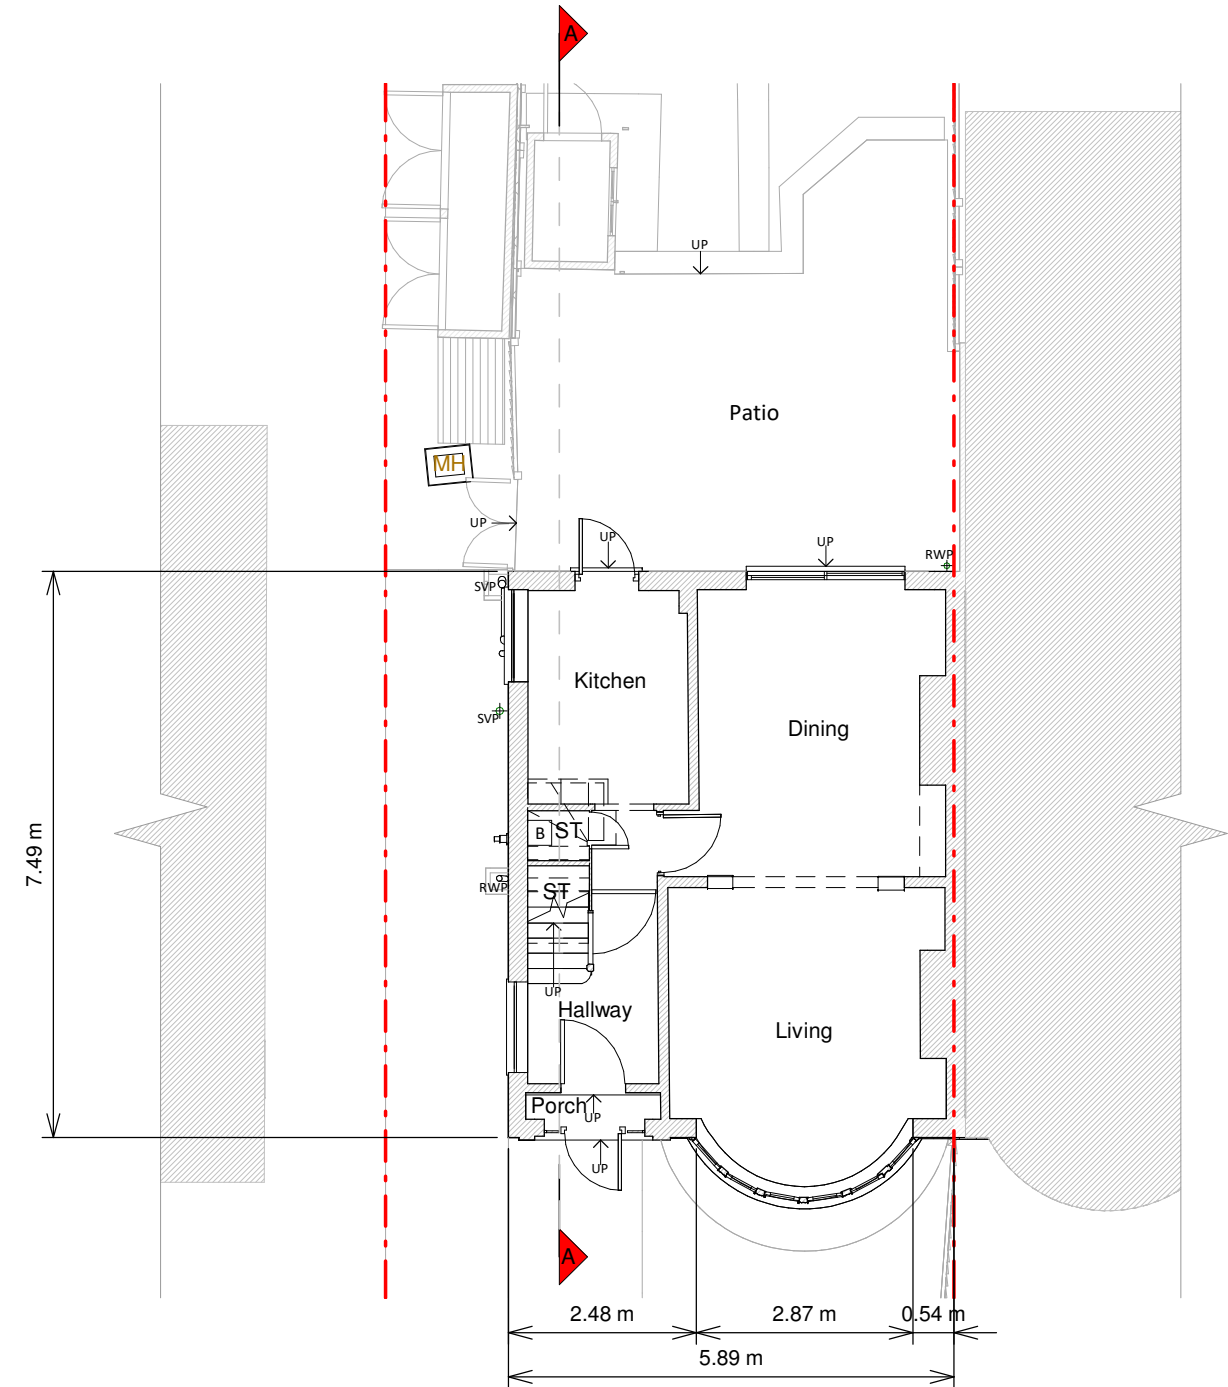 A
UP
Patio
MH
UP
UP
UP
RWP
SVP
Kitchen
SVP
Dining
7.49 m
B
ST
RWP
ST
UP
Hallway
Living
Porch
UP
UP
A
2.48 m
2.87 m
0.54 m
5.89 m